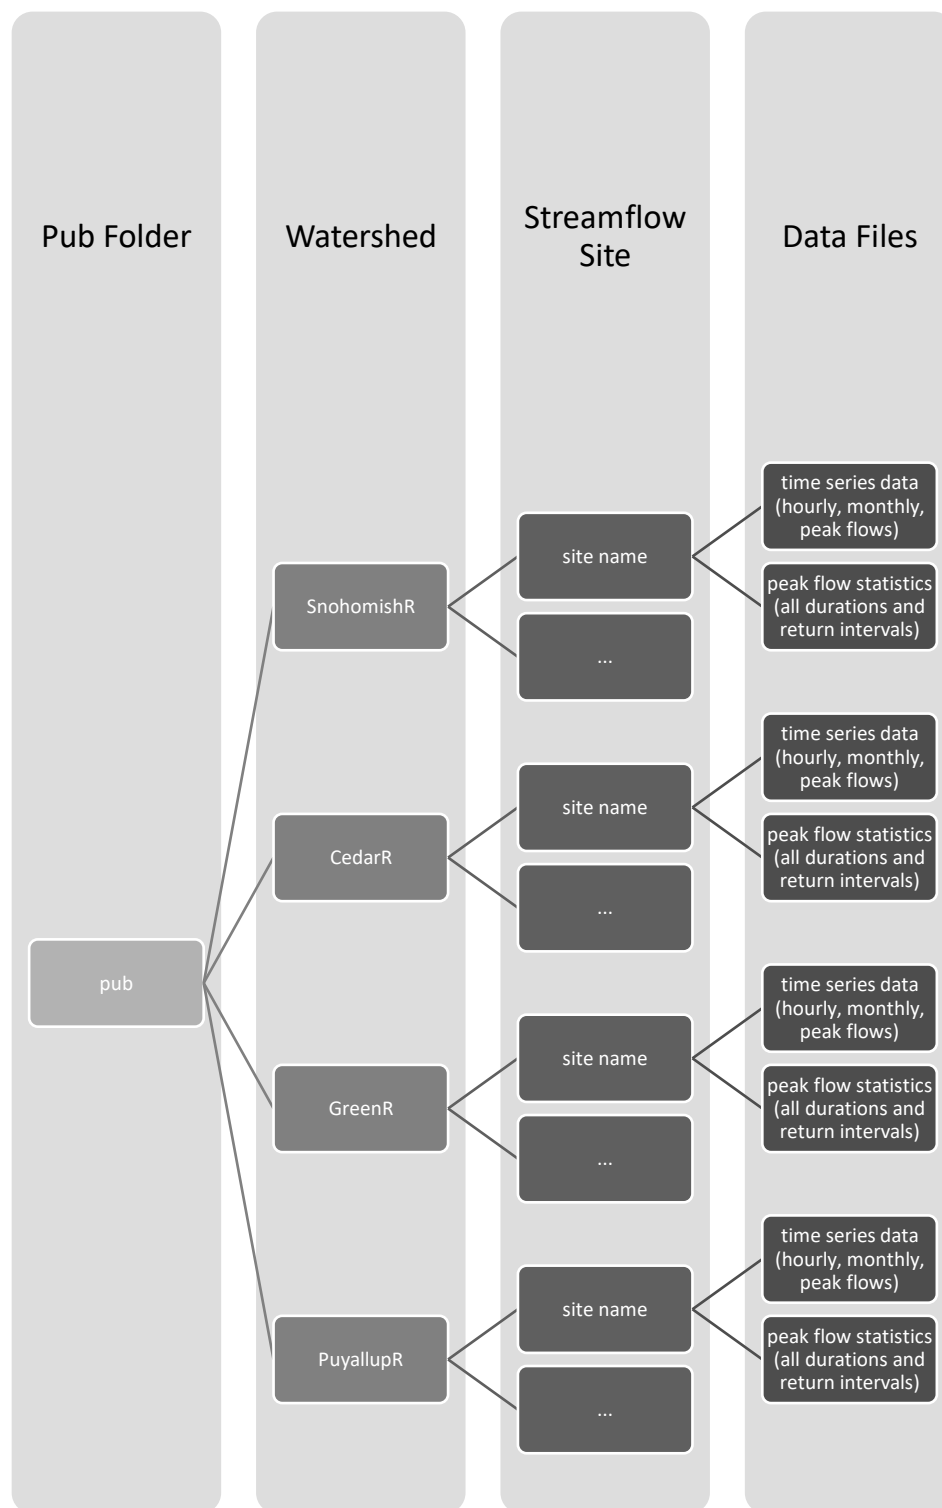 Pub Folder
Watershed
Streamflow
Site
Data Files
pub
SnohomishR
site name
...
time series data
(hourly, monthly,
peak flows)
peak flow statistics
(all durations and
return intervals)
CedarR
site name
...
time series data
(hourly, monthly,
peak flows)
peak flow statistics
(all durations and
return intervals)
GreenR
site name
...
time series data
(hourly, monthly,
peak flows)
peak flow statistics
(all durations and
return intervals)
PuyallupR
site name
...
time series data
(hourly, monthly,
peak flows)
peak flow statistics
(all durations and
return intervals)